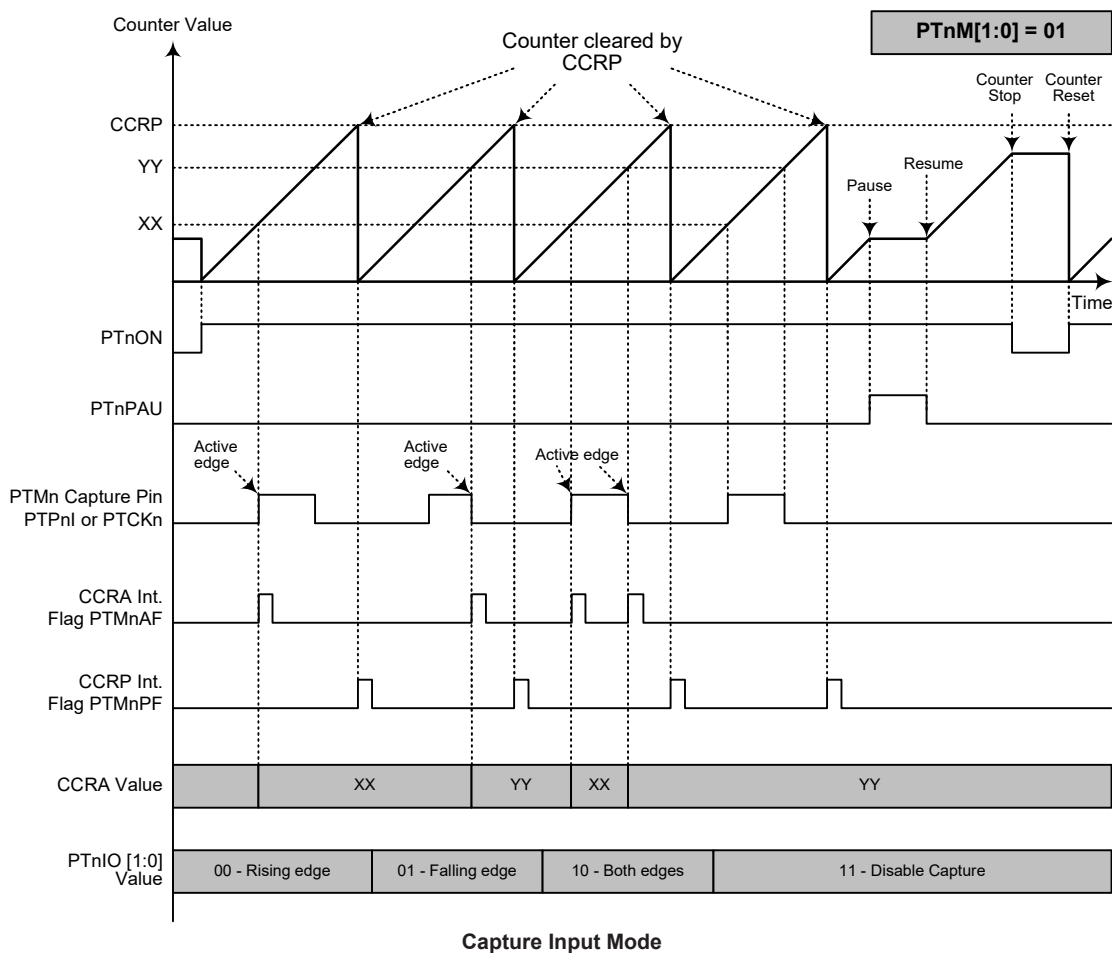 Counter Value
PTnM[1:0] = 01
Counter cleared by
CCRP
Counter
Stop
Counter
Reset
CCRP
YY
XX
Pause
Resume
Time
PTnON
PTnPAU
Active
edge
Active
edge
Active edge
PTMn Capture Pin
PTPnI or PTCKn
CCRA Int.
Flag PTMnAF
CCRP Int.
Flag PTMnPF
CCRA Value
XX
YY
XX
YY
PTnIO [1:0]
Value
00 - Rising edge
01 - Falling edge
10 - Both edges
11 - Disable Capture
Capture Input Mode